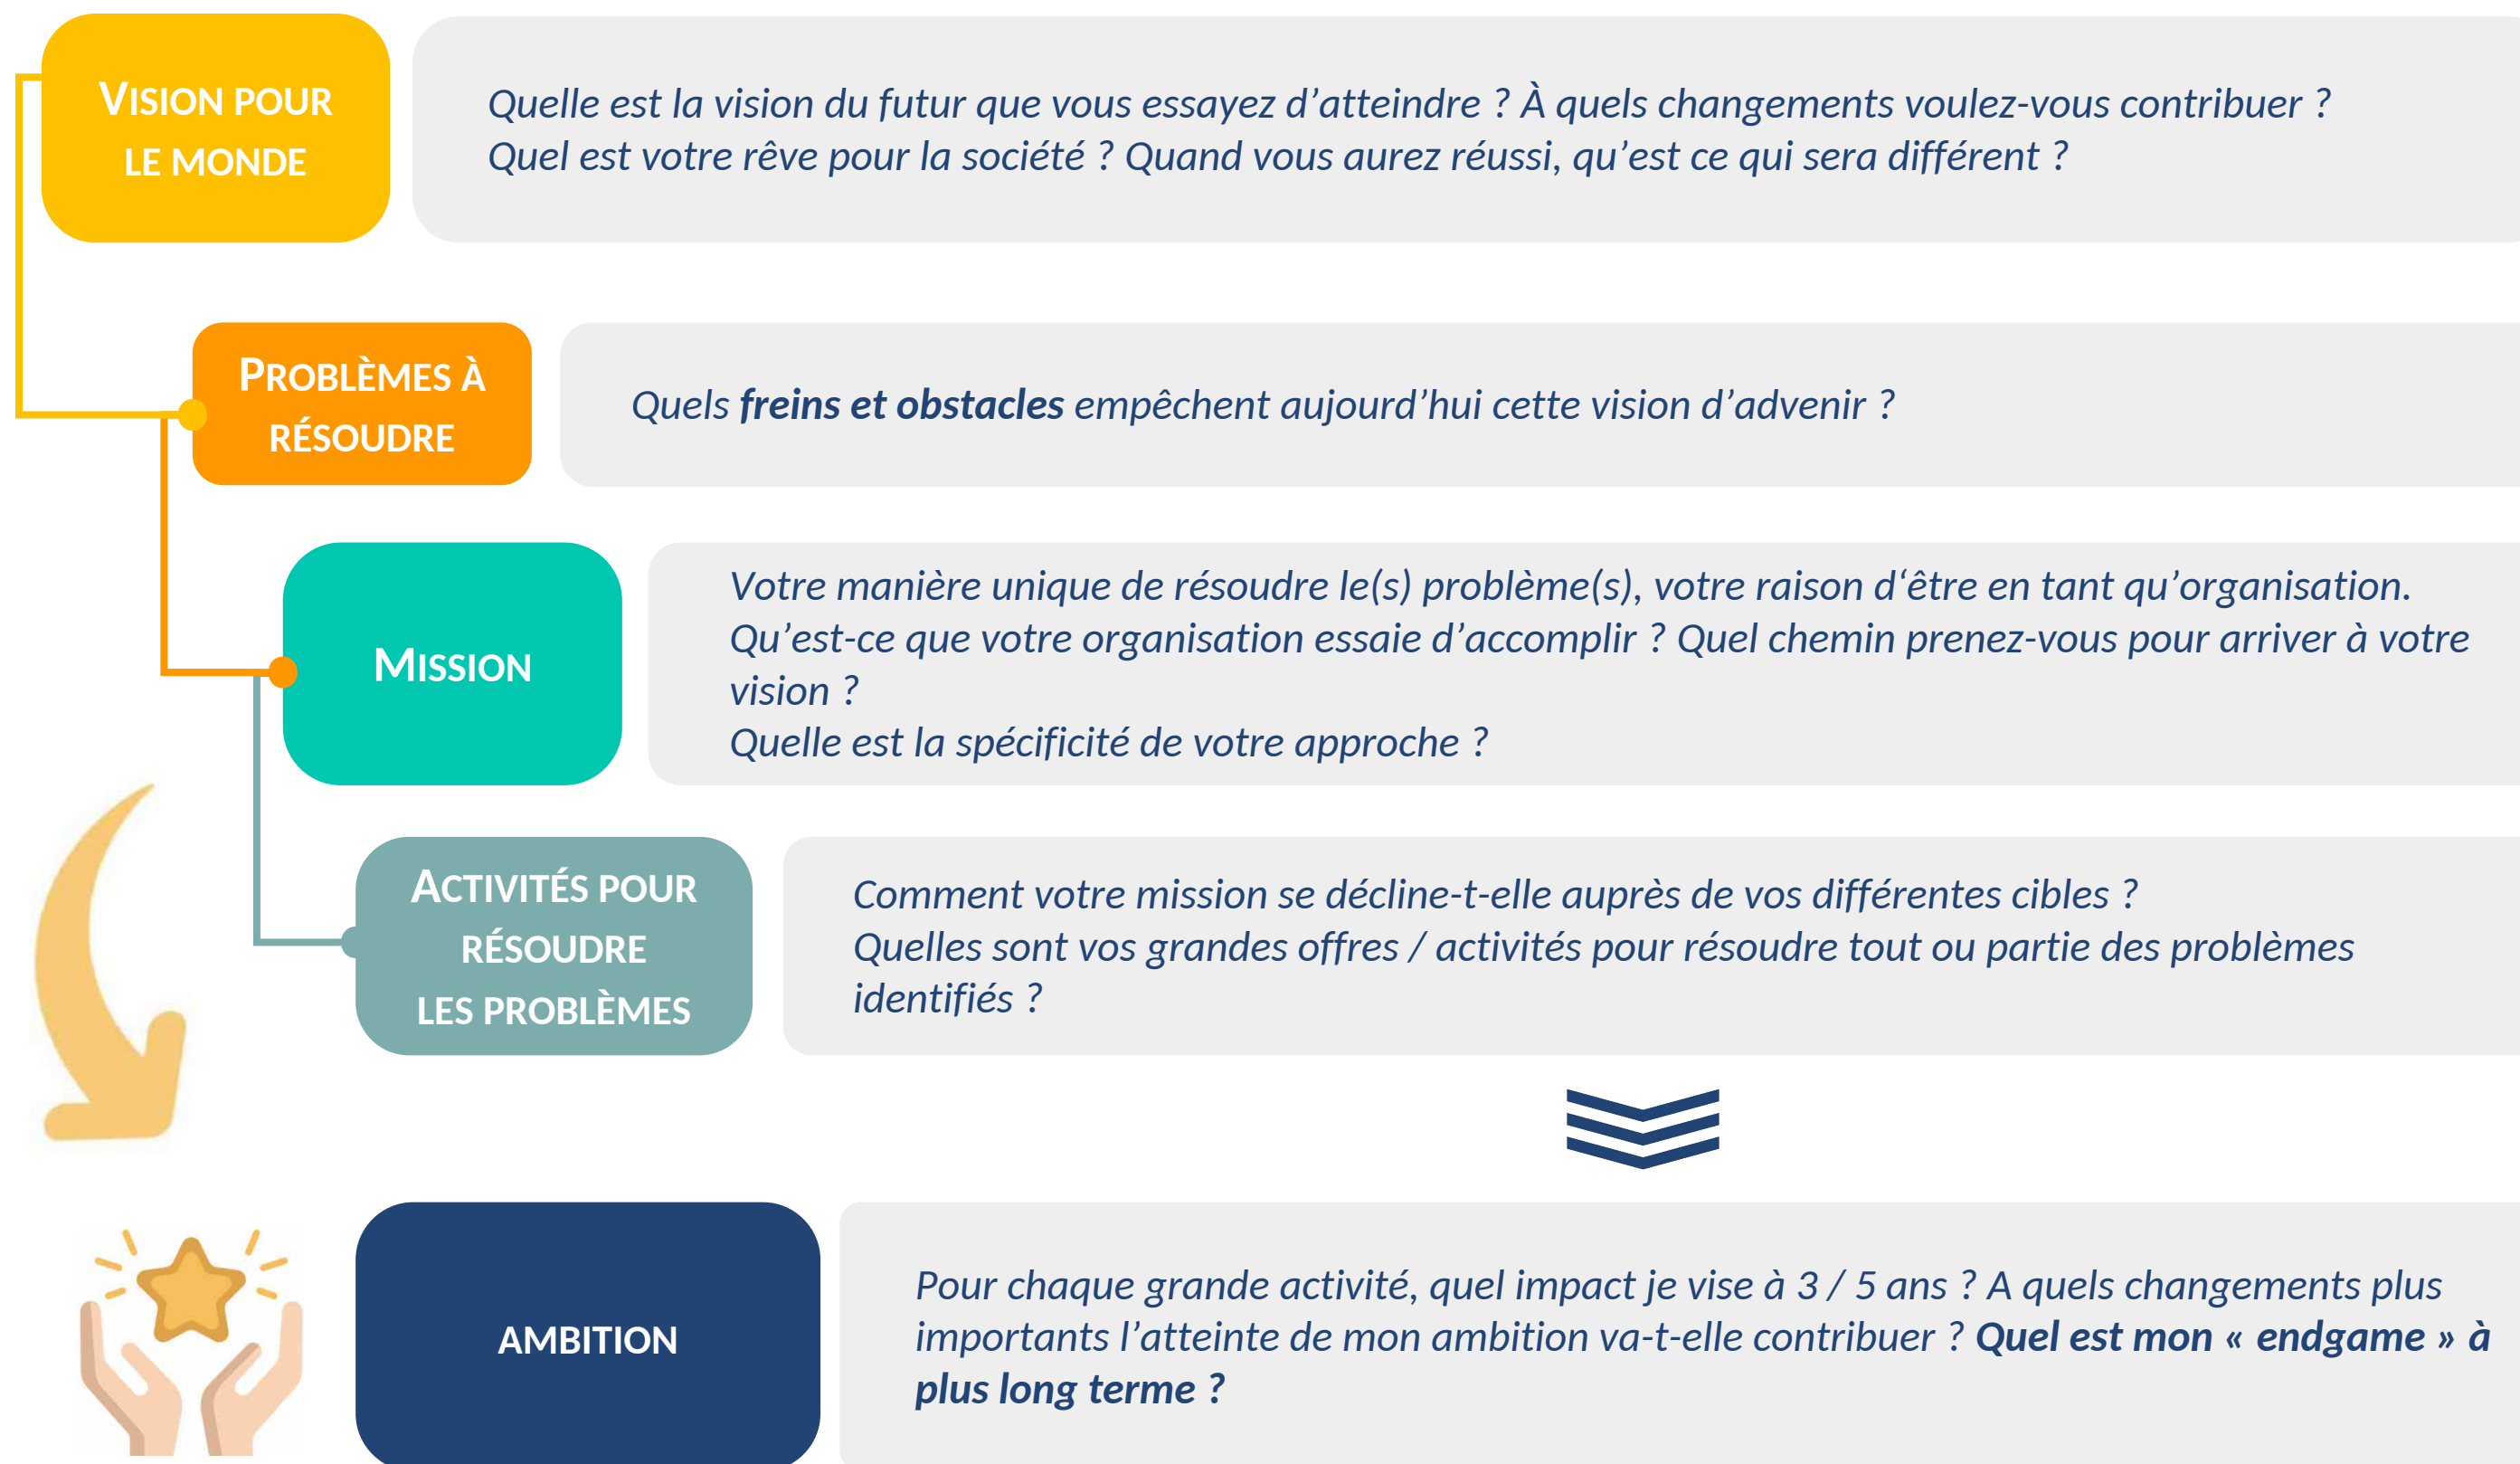 VISION POUR
LE MONDE
Quelle est la vision du futur que vous essayez d’atteindre ? À quels changements voulez-vous contribuer ?
Quel est votre rêve pour la société ? Quand vous aurez réussi, qu’est ce qui sera différent ?
PROBLÈMES À
RÉSOUDRE
Quels freins et obstacles empêchent aujourd’hui cette vision d’advenir ?
MISSION
Votre manière unique de résoudre le(s) problème(s), votre raison d‘être en tant qu’organisation.
Qu’est-ce que votre organisation essaie d’accomplir ? Quel chemin prenez-vous pour arriver à votre
vision ?
Quelle est la spécificité de votre approche ?
ACTIVITÉS POUR
RÉSOUDRE
LES PROBLÈMES
Comment votre mission se décline-t-elle auprès de vos différentes cibles ?
Quelles sont vos grandes offres / activités pour résoudre tout ou partie des problèmes
identifiés ?
AMBITION
Pour chaque grande activité, quel impact je vise à 3 / 5 ans ? A quels changements plus
importants l’atteinte de mon ambition va-t-elle contribuer ? Quel est mon « endgame » à
plus long terme ?